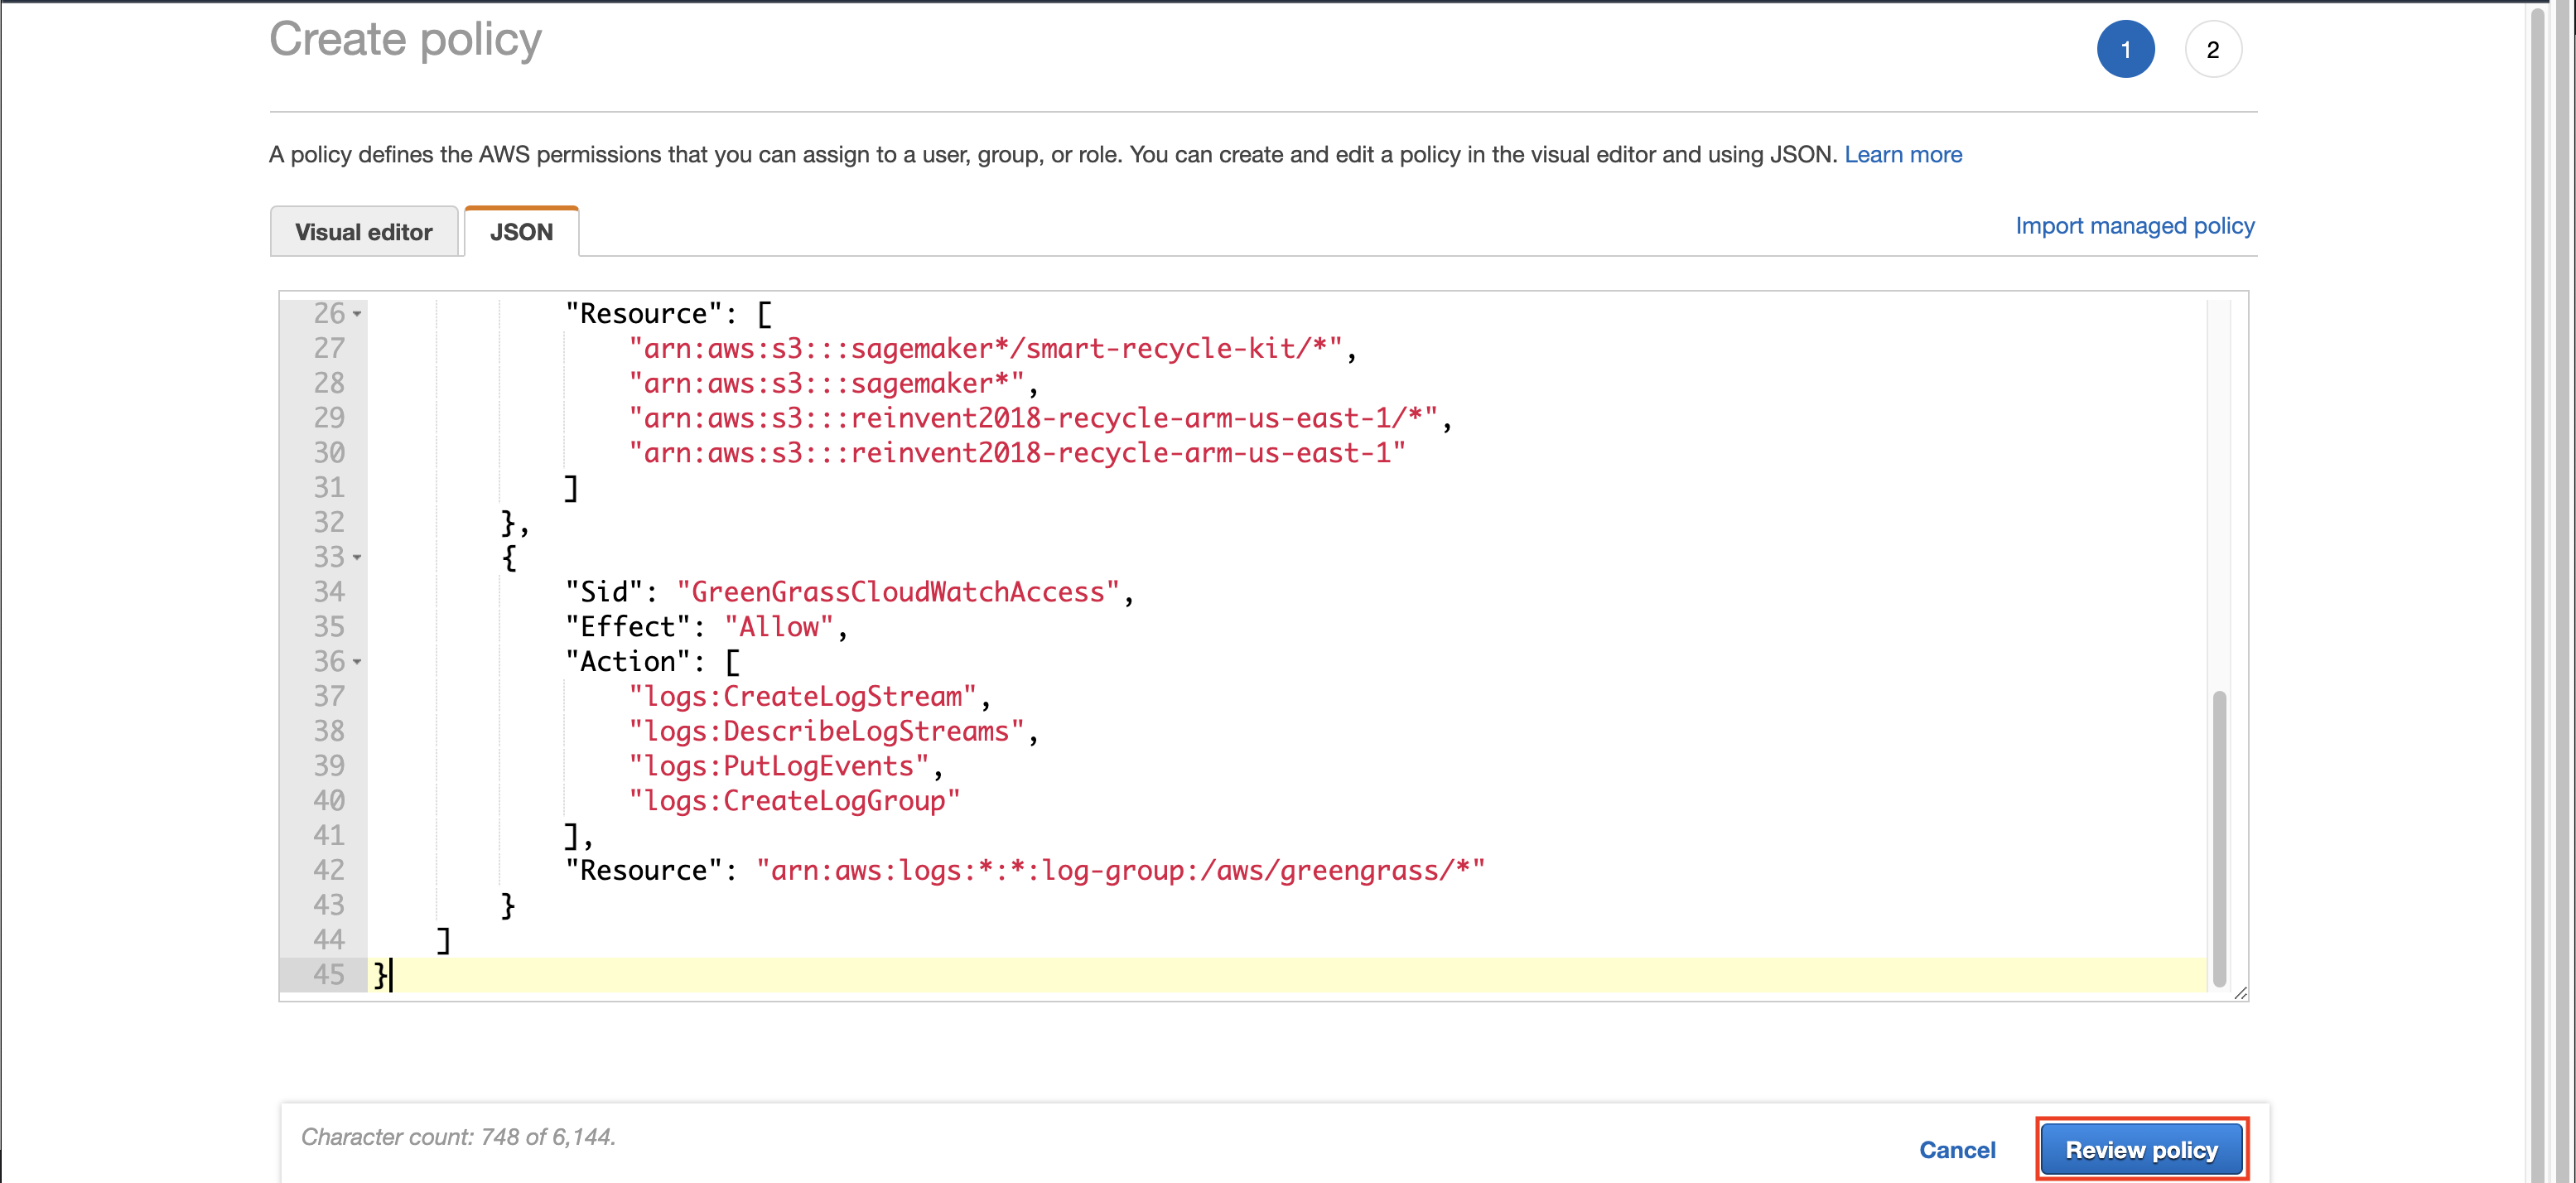 Create policy
1 2
A policy defines the AWS permissions that you can assign to a user, group, or role. You can create and edit a policy in the visual editor and using JSON. Learn more
Visual editor JSON Import managed policy
26 "Resource": [
27 "arn:aws:s3:::sagemaker*/smart-recycle-kit/*",
28 "arn:aws:s3:::sagemaker*",
29 "arn:aws:s3:::reinvent2018-recycle-arm-us-east-1/*",
30 "arn:aws:s3:::reinvent2018-recycle-arm-us-east-1"
31 ]
32 },
33 {
34 "Sid": "GreenGrassCloudWatchAccess",
35 "Effect": "Allow",
36 "Action": [
37 "logs:CreateLogStream",
38 "logs:DescribeLogStreams",
39 "logs:PutLogEvents",
40 "logs:CreateLogGroup"
41 ],
42 "Resource": "arn:aws:logs:*:*:log-group:/aws/greengrass/*"
43 }
44 ]
45 }
Character count: 748 of 6,144.
Cancel Review policy